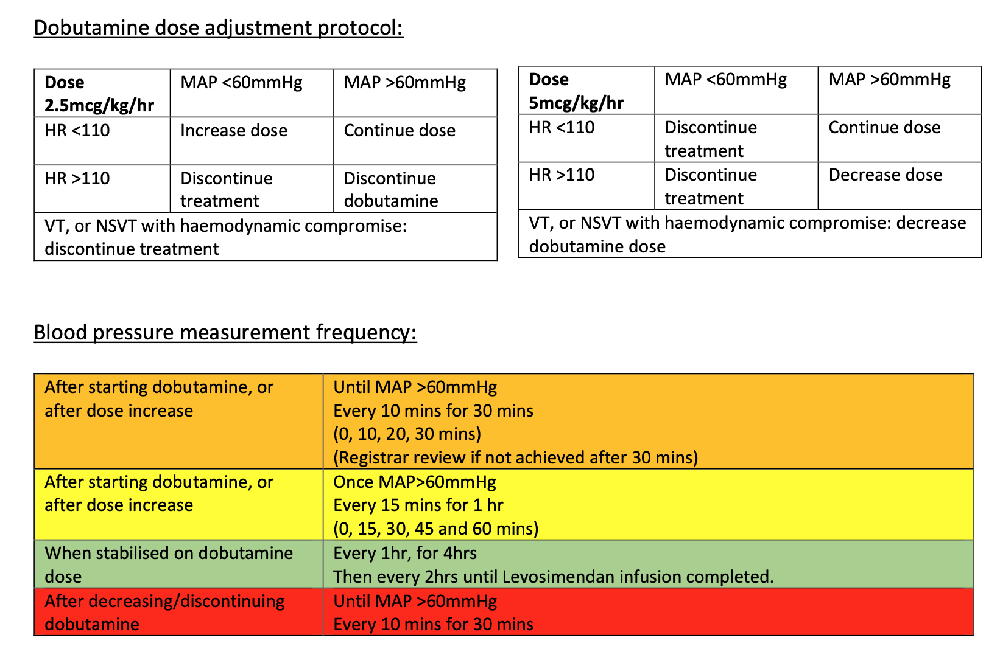 Dobutamine dose adjustment protocol:
Dose
2.5mcg/kg/hr
MAP <60mmHg
MAP >60mmHg
HR <110
Increase dose
Continue dose
HR >110
Discontinue
treatment
Discontinue
dobutamine
VT, or NSVT with haemodynamic compromise:
discontinue treatment
Dose
5mcg/kg/hr
MAP <60mmHg
MAP >60mmHg
HR <110
Discontinue
treatment
Continue dose
HR >110
Discontinue
treatment
Decrease dose
VT, or NSVT with haemodynamic compromise: decrease
dobutamine dose
Blood pressure measurement frequency:
After starting dobutamine, or
after dose increase
Until MAP >60mmHg
Every 10 mins for 30 mins
(0, 10, 20, 30 mins)
(Registrar review if not achieved after 30 mins)
After starting dobutamine, or
after dose increase
Once MAP>60mmHg
Every 15 mins for 1 hr
(0, 15, 30, 45 and 60 mins)
When stabilised on dobutamine
dose
Every 1hr, for 4hrs
Then every 2hrs until Levosimendan infusion completed.
After decreasing/discontinuing
dobutamine
Until MAP >60mmHg
Every 10 mins for 30 mins